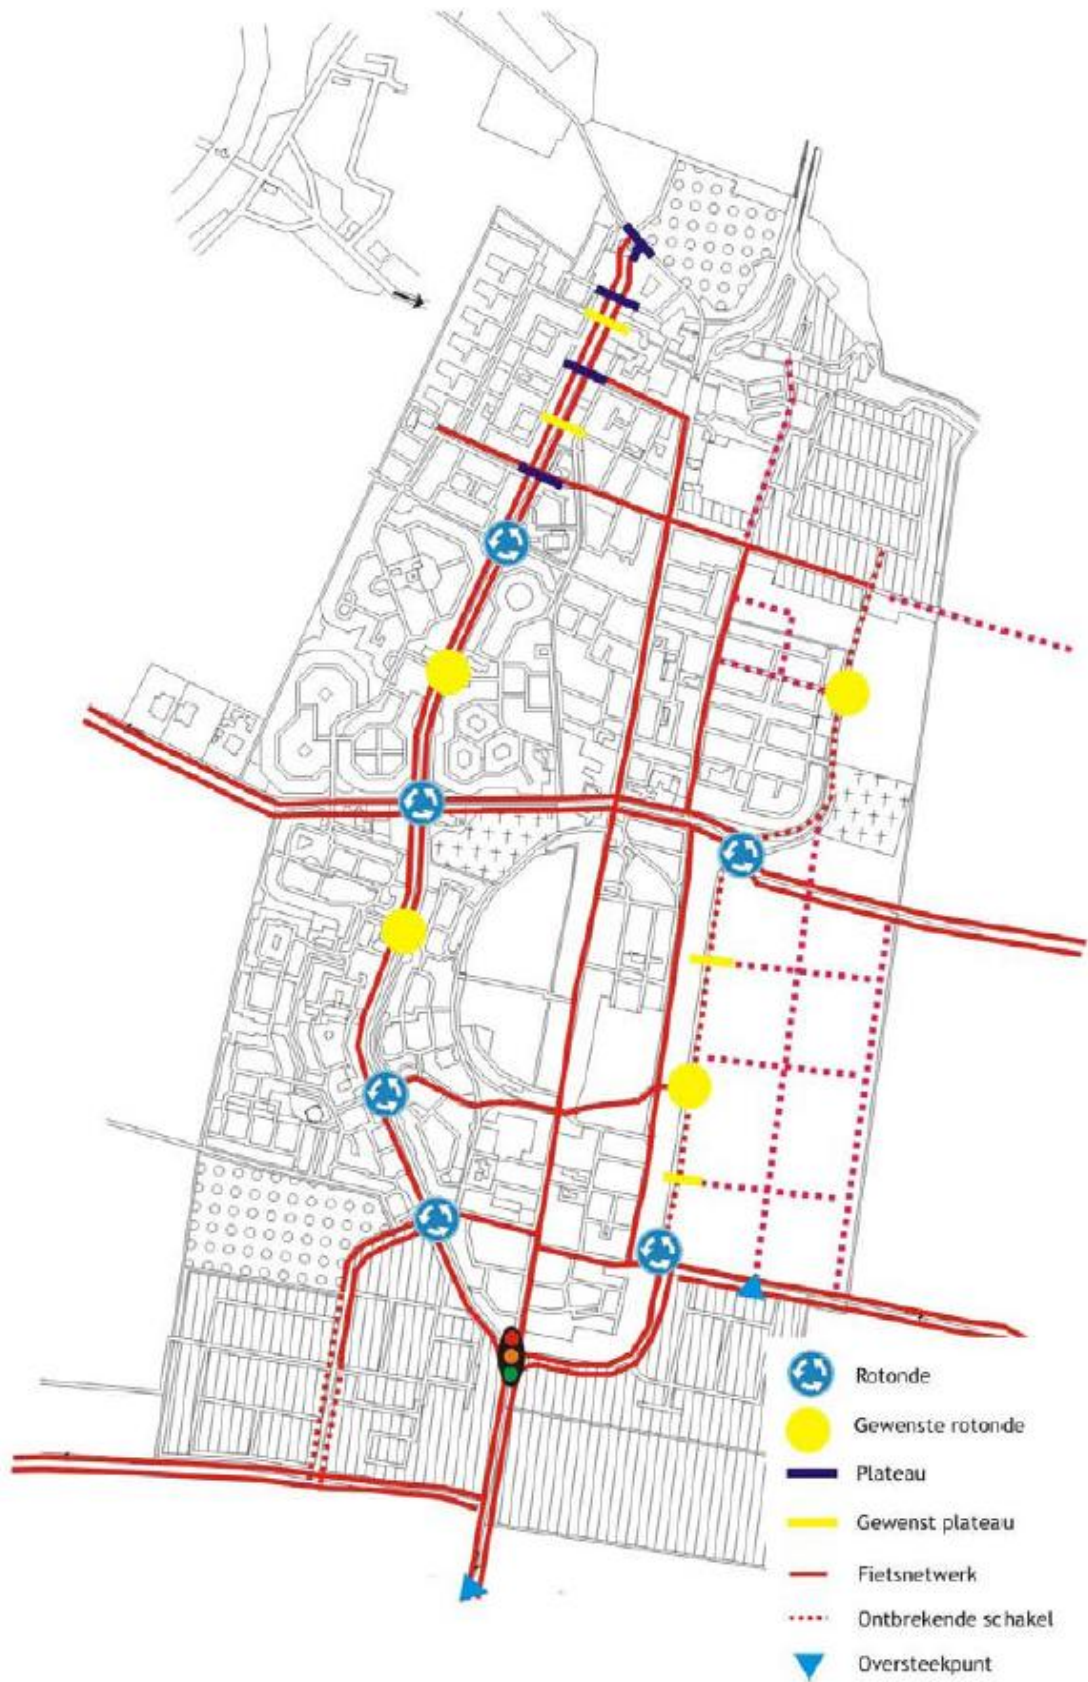 Rotonde
Gewenste rotonde
Plateau
Gewenst plateau
Fietsnetwerk
Ontbrekende schakel
Oversteekpunt